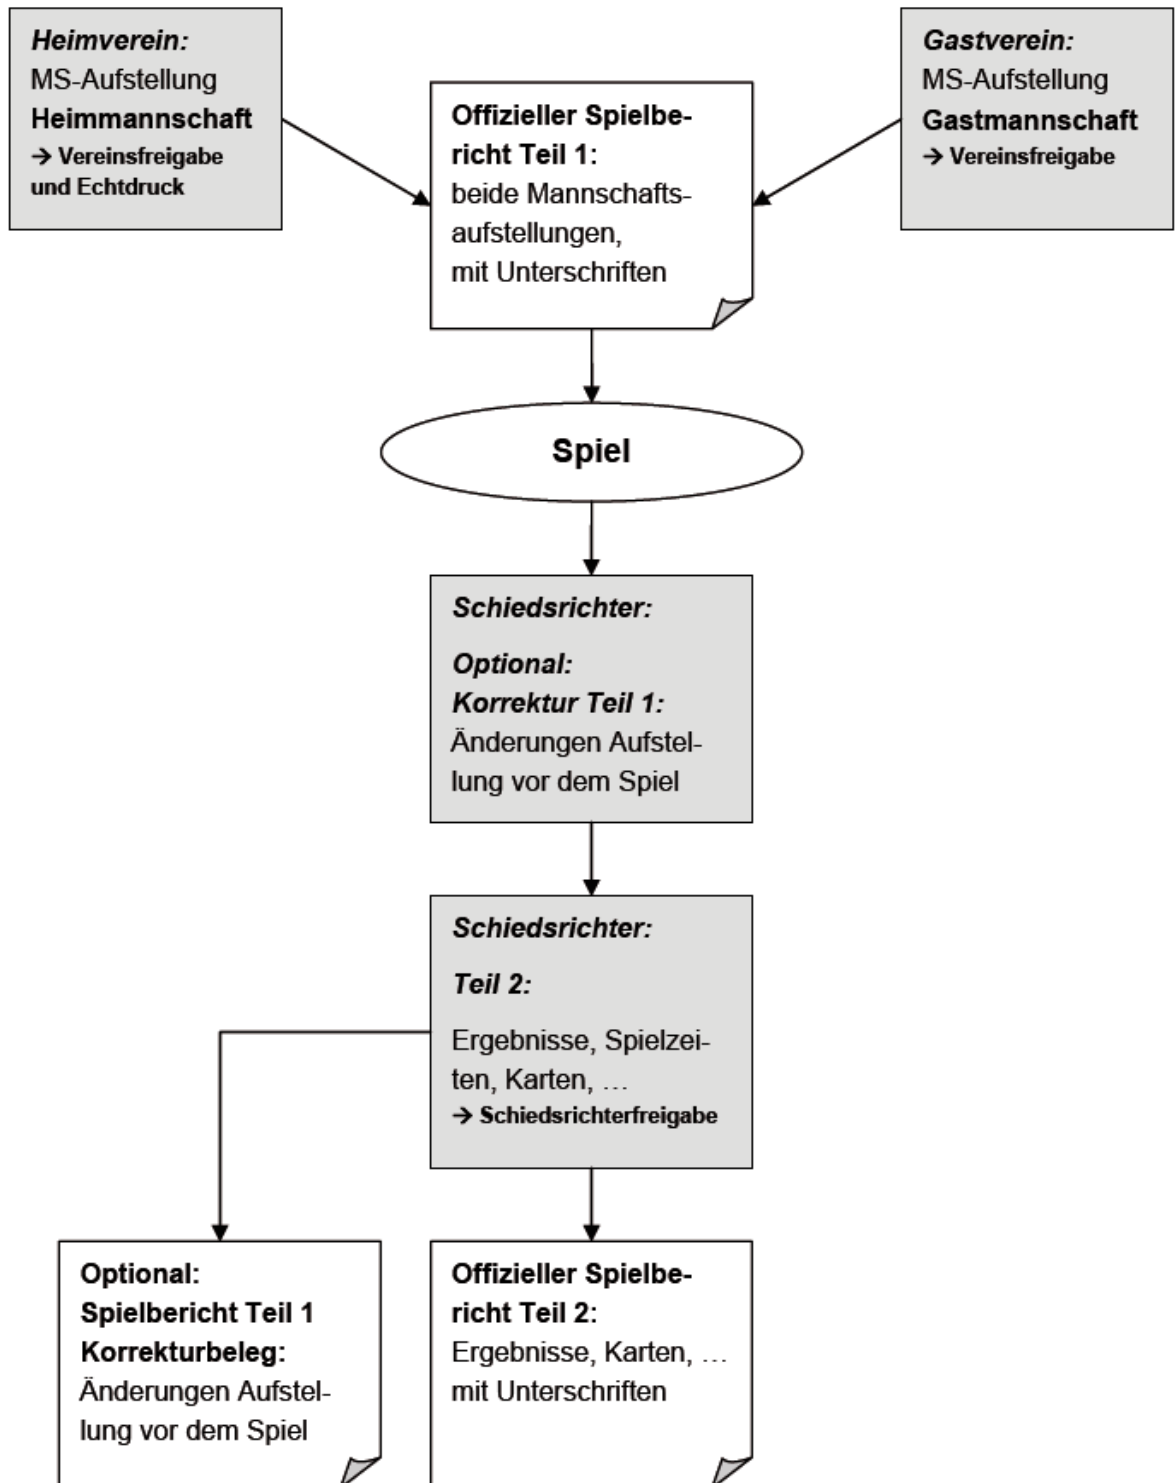 Heimverein:
MS-Aufstellung
Heimmannschaft
→ Vereinsfreigabe
und Echtdruck
Gastverein:
MS-Aufstellung
Gastmannschaft
→ Vereinsfreigabe
Offizieller Spielbe-
richt Teil 1:
beide Mannschafts-
aufstellungen,
mit Unterschriften
Spiel
Schiedsrichter:
Optional:
Korrektur Teil 1:
Änderungen Aufstel-
lung vor dem Spiel
Schiedsrichter:
Teil 2:
Ergebnisse, Spielzei-
ten, Karten, …
→ Schiedsrichterfreigabe
Optional:
Spielbericht Teil 1
Korrekturbeleg:
Änderungen Aufstel-
lung vor dem Spiel
Offizieller Spielbe-
richt Teil 2:
Ergebnisse, Karten, …
mit Unterschriften